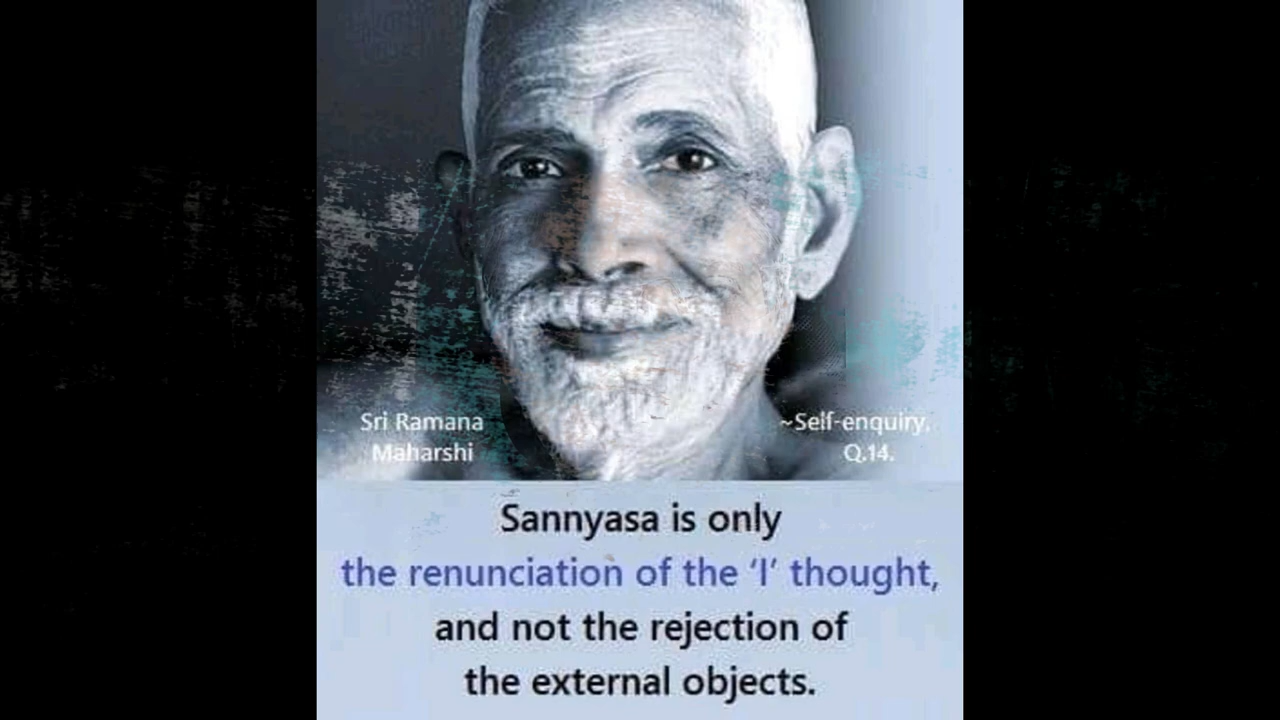 Sri Ramana
Maharshi
~Self-enquiry,
Q.14.
Sannyasa is only
the renunciation of the ‘I’ thought,
and not the rejection of
the external objects.